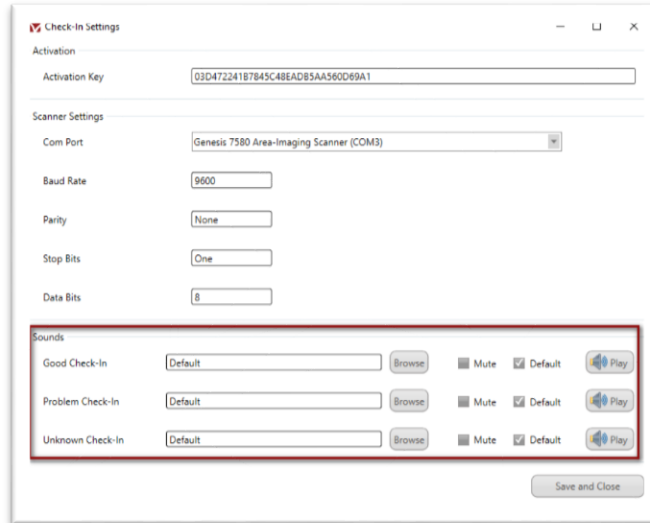 Check-In Settings
Activation
Activation Key 03D472241B7845C48EADB5AA560D69A1
Scanner Settings
Com Port Genesis 7580 Area-Imaging Scanner (COM3)
Baud Rate 9600
Parity None
Stop Bits One
Data Bits 8
Sounds
Good Check-In Default Browse Mute Default Play
Problem Check-In Default Browse Mute Default Play
Unknown Check-In Default Browse Mute Default Play
Save and Close